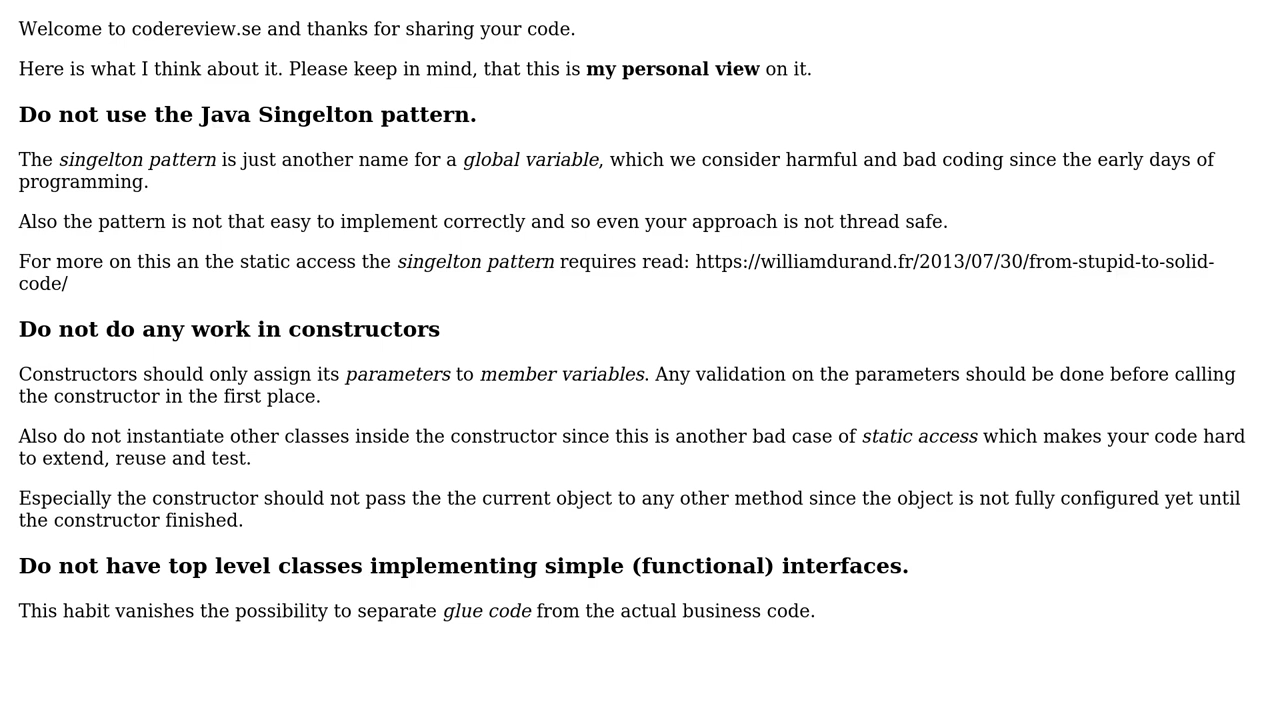 Welcome to codereview.se and thanks for sharing your code.
Here is what I think about it. Please keep in mind, that this is my personal view on it.
Do not use the Java Singelton pattern.
The singelton pattern is just another name for a global variable, which we consider harmful and bad coding since the early days of
programming.
Also the pattern is not that easy to implement correctly and so even your approach is not thread safe.
For more on this an the static access the singelton pattern requires read: https://williamdurand.fr/2013/07/30/from-stupid-to-solid-
code/
Do not do any work in constructors
Constructors should only assign its parameters to member variables. Any validation on the parameters should be done before calling
the constructor in the first place.
Also do not instantiate other classes inside the constructor since this is another bad case of static access which makes your code hard
to extend, reuse and test.
Especially the constructor should not pass the the current object to any other method since the object is not fully configured yet until
the constructor finished.
Do not have top level classes implementing simple (functional) interfaces.
This habit vanishes the possibility to separate glue code from the actual business code.